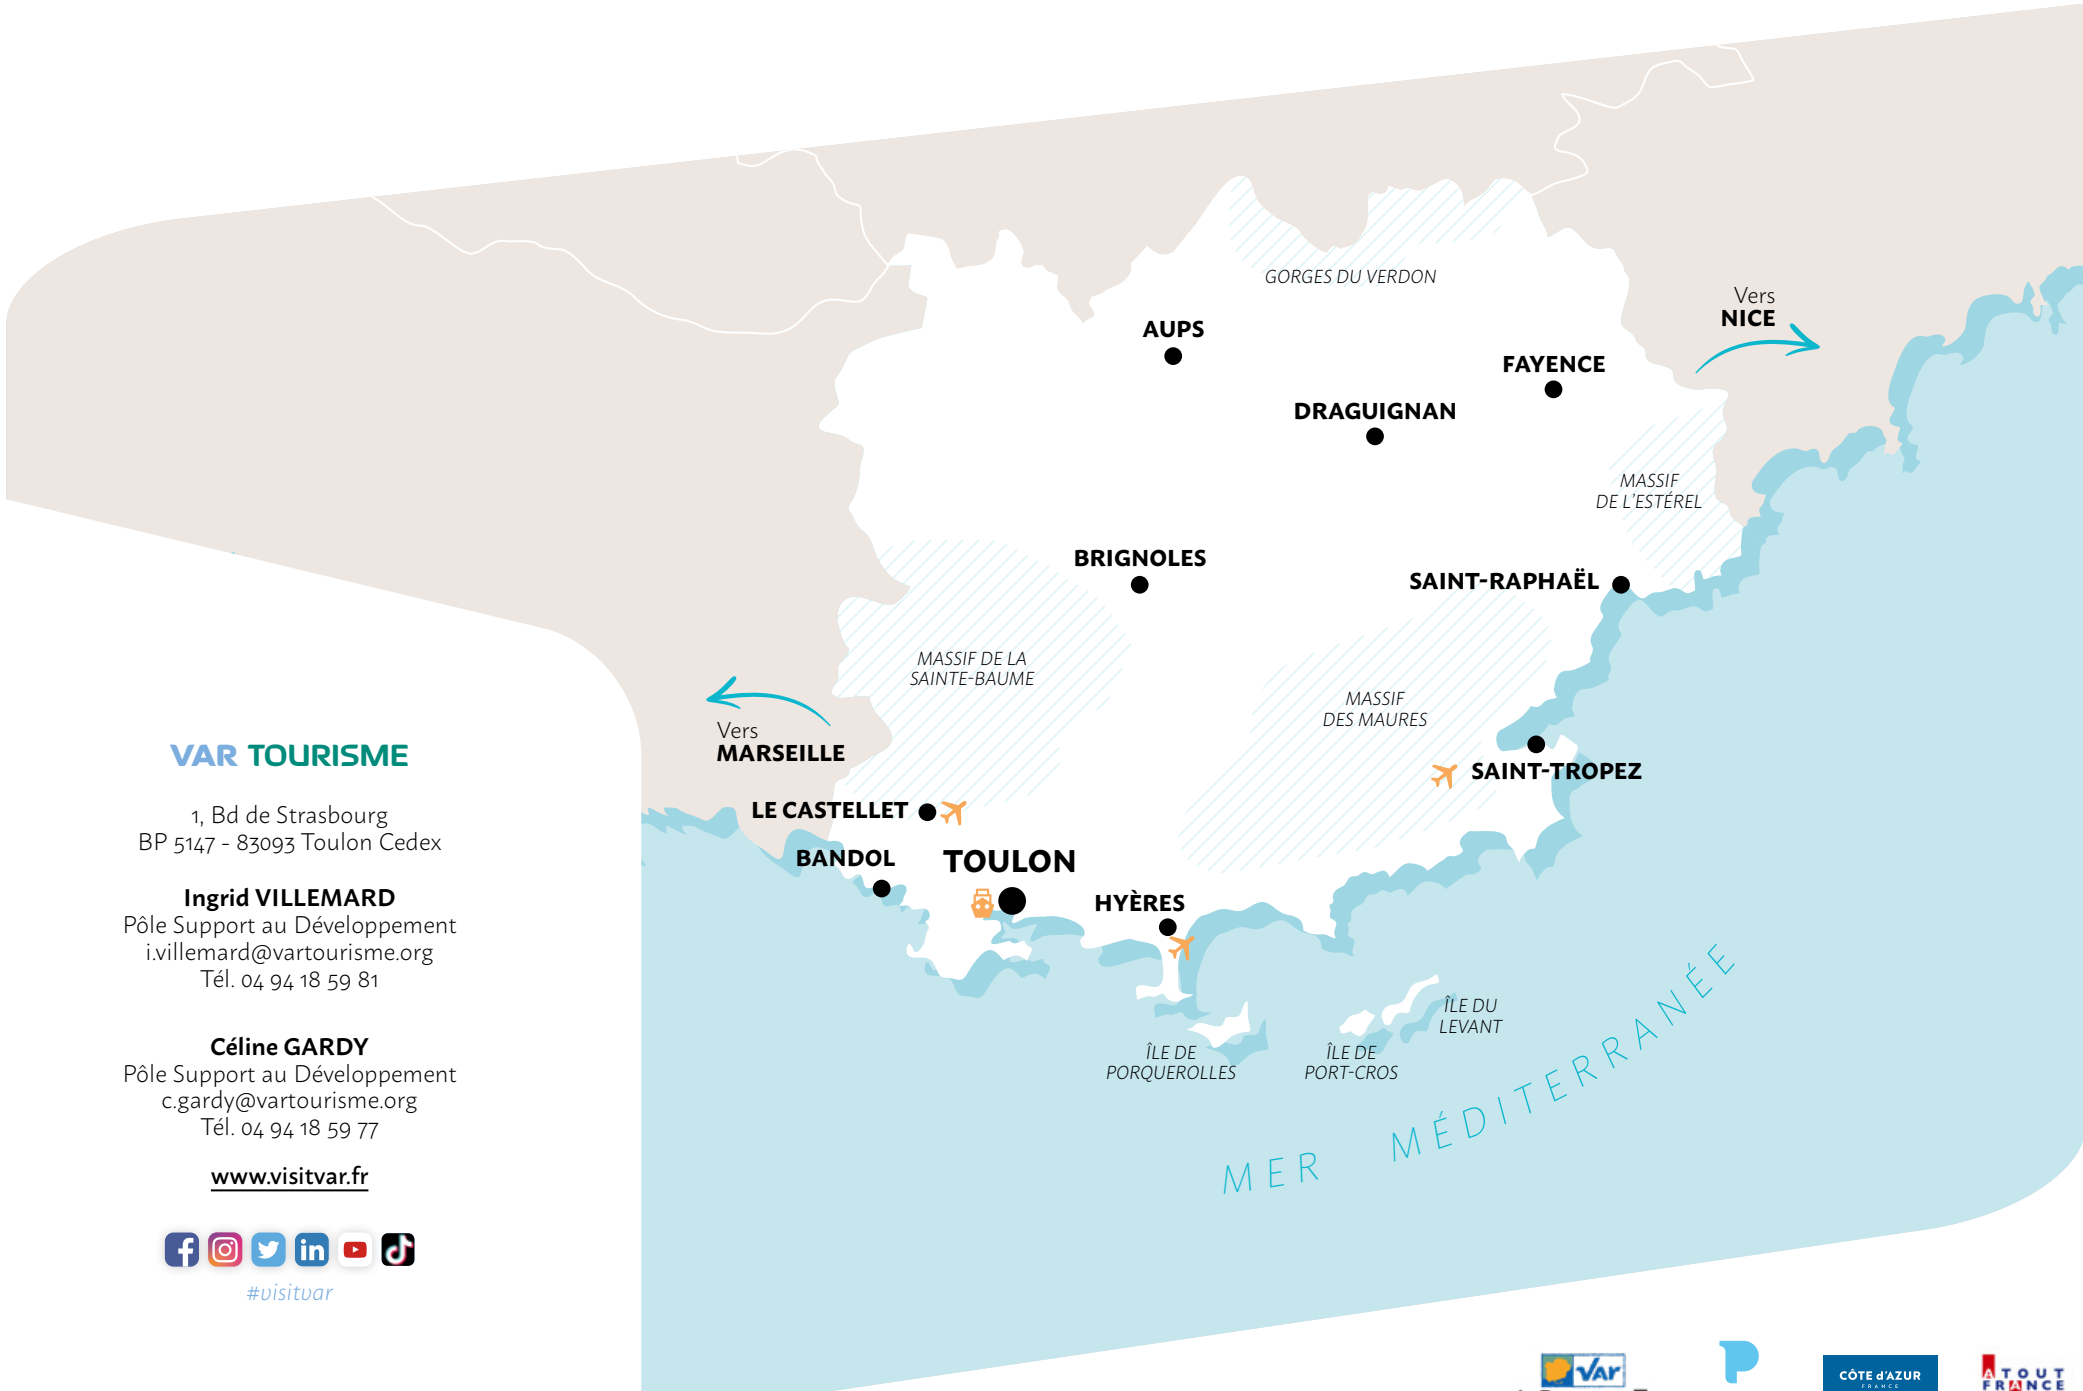 GORGES DU VERDON
AUPS
Vers
NICE
FAYENCE
DRAGUIGNAN
MASSIF
DE L'ESTÉREL
BRIGNOLES
SAINT-RAPHAËL
MASSIF DE LA
SAINTE-BAUME
MASSIF
DES MAURES
Vers
MARSEILLE
SAINT-TROPEZ
LE CASTELLET
BANDOL
TOULON
HYÈRES
ÎLE DU
LEVANT
ÎLE DE
PORQUEROLLES
ÎLE DE
PORT-CROS
MER MÉDITERRANÉE
VAR TOURISME
1, Bd de Strasbourg
BP 5147 - 83093 Toulon Cedex
Ingrid VILLEMARD
Pôle Support au Développement
i.villemard@vartourisme.org
Tél. 04 94 18 59 81
Céline GARDY
Pôle Support au Développement
c.gardy@vartourisme.org
Tél. 04 94 18 59 77
www.visitvar.fr
#visitvar
Var
CÔTE d'AZUR
FRANCE
ATOUT
FRANCE